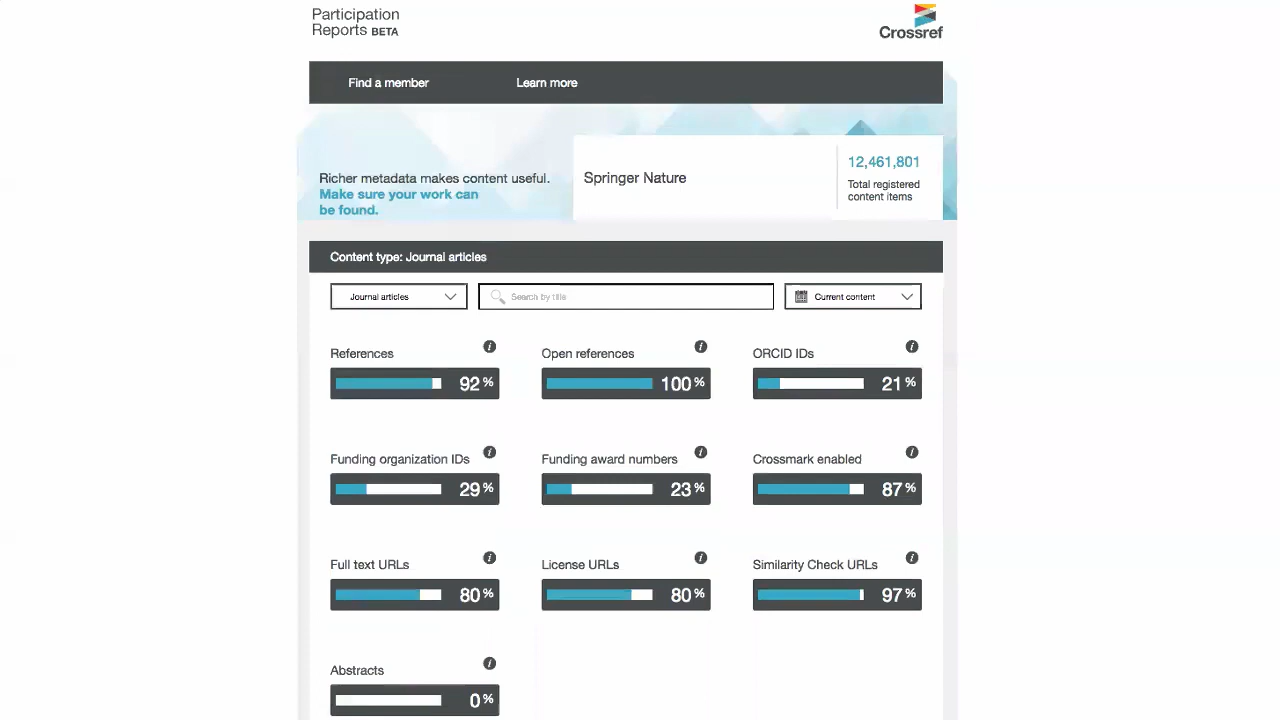 Participation
Reports BETA
Crossref
Find a member
Learn more
Richer metadata makes content useful.
Make sure your work can
be found.
Springer Nature
12,461,801
Total registered
content items
Content type: Journal articles
Journal articles
Search by title
Current content
References
92%
Open references
100%
ORCID IDs
21%
Funding organization IDs
29%
Funding award numbers
23%
Crossmark enabled
87%
Full text URLs
80%
License URLs
80%
Similarity Check URLs
97%
Abstracts
0%